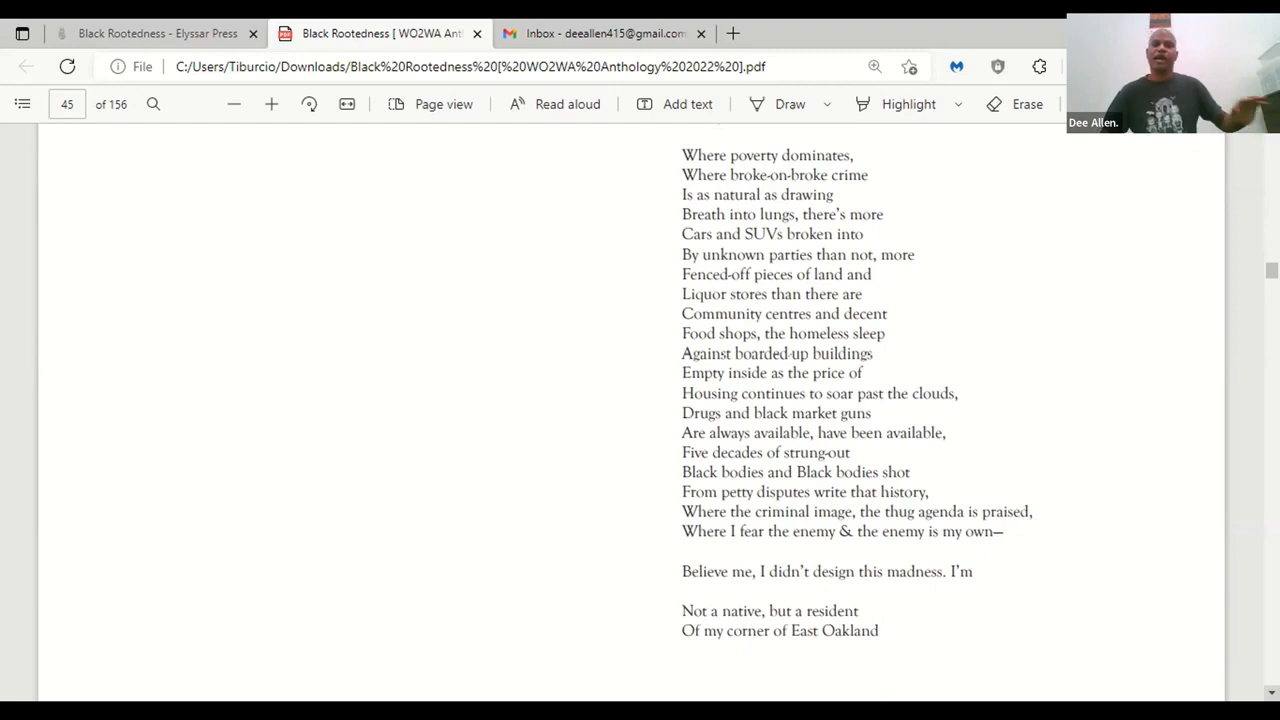 Black Rootedness - Elyssar Press
Black Rootedness [ WO2WA Ant
Inbox - deeallen415@gmail.com
File
C:/Users/Tiburcio/Downloads/Black%20Rootedness%20[%20WO2WA%20Anthology%202022%20].pdf
45 of 156
Page view
Read aloud
Add text
Draw
Highlight
Erase
Dee Allen.
Where poverty dominates,
Where broke-on-broke crime
Is as natural as drawing
Breath into lungs, there's more
Cars and SUVs broken into
By unknown parties than not, more
Fenced-off pieces of land and
Liquor stores than there are
Community centres and decent
Food shops, the homeless sleep
Against boarded-up buildings
Empty inside as the price of
Housing continues to soar past the clouds,
Drugs and black market guns
Are always available, have been available,
Five decades of strung-out
Black bodies and Black bodies shot
From petty disputes write that history,
Where the criminal image, the thug agenda is praised,
Where I fear the enemy & the enemy is my own—
Believe me, I didn't design this madness. I'm
Not a native, but a resident
Of my corner of East Oakland